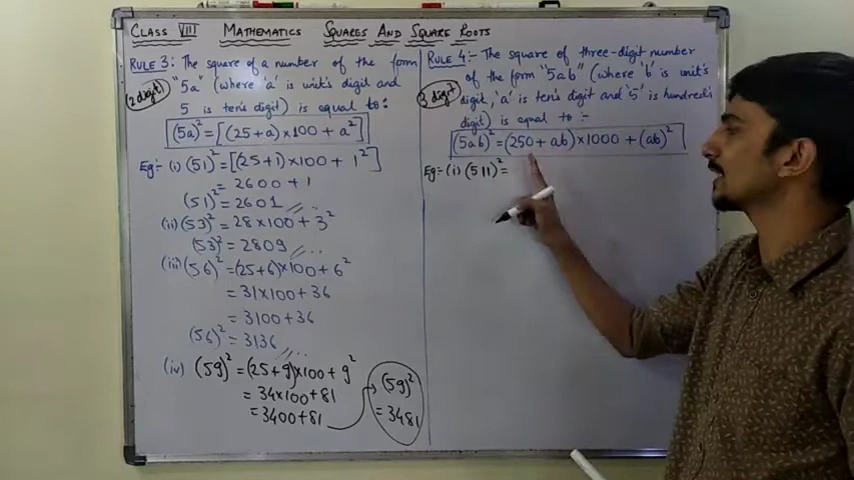 CLASS VIII MATHEMATICS SQUARES AND SQUARE ROOTS
RULE 3: The square of a number of the form
"5a" (where 'a' is unit's digit and
2 digit
5 is ten's digit) is equal to:
(5a)² = [(25+a)×100 + a²]
Eg:- (i) (51)² = [(25+1)×100 + 1²]
= 2600+1
(51)² = 2601
(ii) (53)² = 28×100+3²
(53)² = 2809
(iii) (56)² = (25+6)×100 + 6²
= 31×100+36
= 3100+36
(56)² = 3136
(iv) (59)² = (25+9)×100 + 9²
= 34×100+81
= 3400+81
(59)²
= 3481
RULE 4:- The square of three-digit number
of the form "5ab" (where 'b' is unit's
3 digit
digit, 'a' is ten's digit and '5' is hundred's
digit) is equal to:-
(5ab)² = (250 + ab)×1000 + (ab)²
Eg:- (i) (511)² =